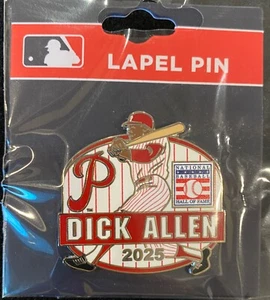 LAPEL PIN
P
NATIONAL
BASEBALL
HALL OF FAME
DICK ALLEN
2025